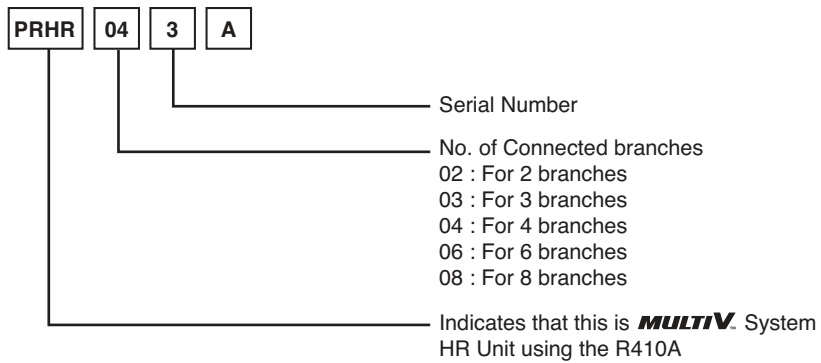 PRHR 04 3 A
Serial Number
No. of Connected branches
02 : For 2 branches
03 : For 3 branches
04 : For 4 branches
06 : For 6 branches
08 : For 8 branches
Indicates that this is MULTI V™ System
HR Unit using the R410A